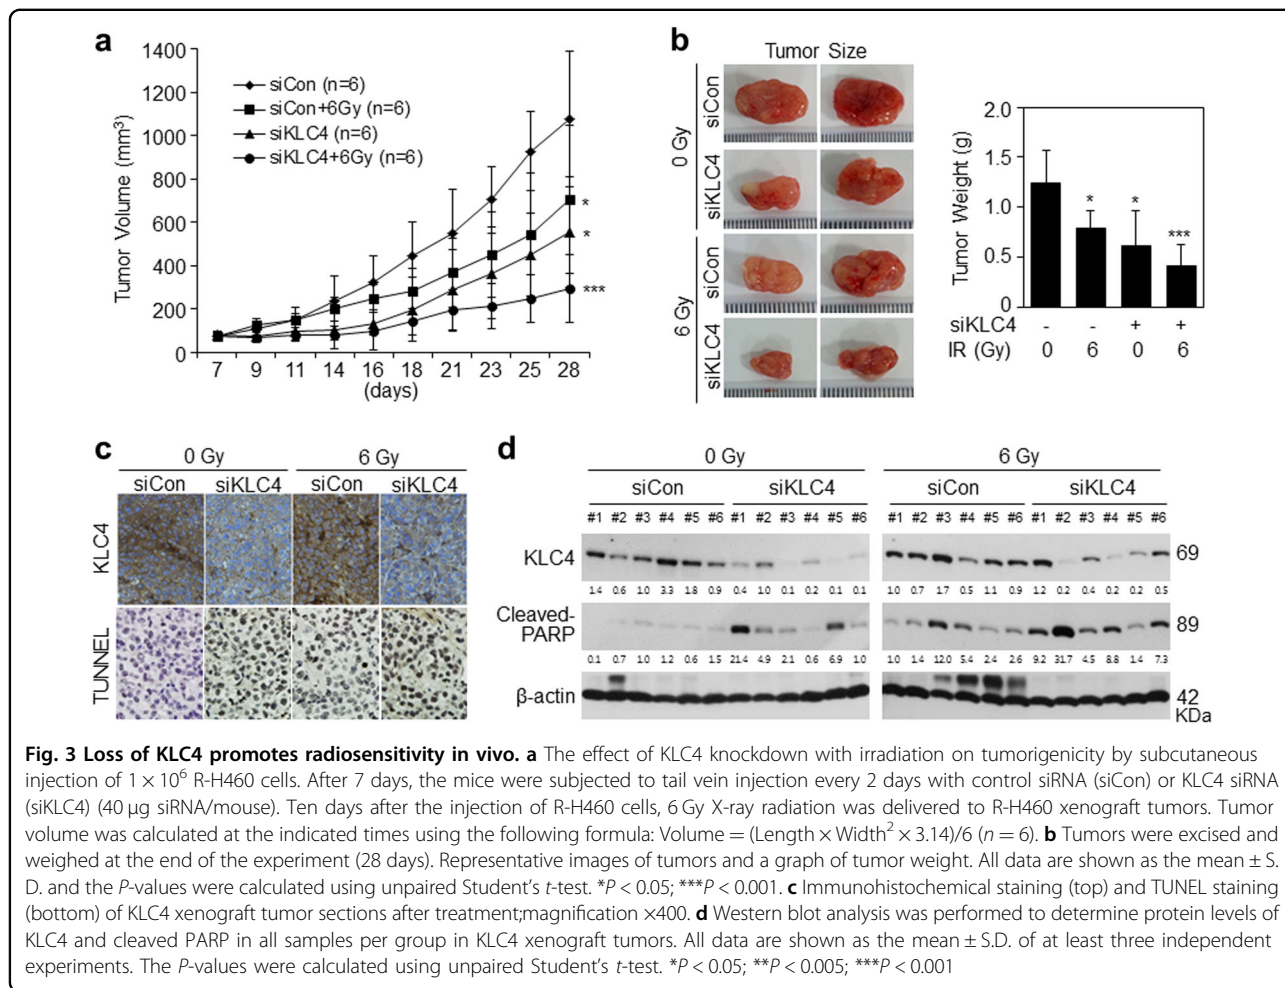 a
1400
1200
1000
800
600
400
200
0
Tumor Volume (mm³)
siCon (n=6)
siCon+6Gy (n=6)
siKLC4 (n=6)
siKLC4+6Gy (n=6)
*
*
***
7 9 11 14 16 18 21 23 25 28
(days)
b
Tumor Size
0 Gy
siCon
siKLC4
6 Gy
siCon
siKLC4
Tumor Weight (g)
2.0
1.5
1.0
0.5
0
* * ***
siKLC4 - - + +
IR (Gy) 0 6 0 6
c
0 Gy 6 Gy
siCon siKLC4 siCon siKLC4
KLC4
TUNNEL
d
0 Gy 6 Gy
siCon siKLC4 siCon siKLC4
#1 #2 #3 #4 #5 #6 #1 #2 #3 #4 #5 #6 #1 #2 #3 #4 #5 #6 #1 #2 #3 #4 #5 #6
KLC4 69
1.4 0.6 1.0 3.3 1.8 0.9 0.4 1.0 0.1 0.2 0.1 0.1 1.0 0.7 1.7 0.5 1.1 0.9 1.2 0.2 0.4 0.2 0.2 0.5
Cleaved-
PARP 89
0.1 0.7 1.0 1.2 0.6 1.5 21.4 4.9 2.1 0.6 6.9 1.0 1.0 1.4 12.0 5.4 2.4 2.6 9.2 31.7 4.5 8.8 1.4 7.3
β-actin 42
KDa
Fig. 3 Loss of KLC4 promotes radiosensitivity in vivo. a The effect of KLC4 knockdown with irradiation on tumorigenicity by subcutaneous
injection of 1 × 10⁶ R-H460 cells. After 7 days, the mice were subjected to tail vein injection every 2 days with control siRNA (siCon) or KLC4 siRNA
(siKLC4) (40 μg siRNA/mouse). Ten days after the injection of R-H460 cells, 6 Gy X-ray radiation was delivered to R-H460 xenograft tumors. Tumor
volume was calculated at the indicated times using the following formula: Volume = (Length × Width² × 3.14)/6 (n = 6). b Tumors were excised and
weighed at the end of the experiment (28 days). Representative images of tumors and a graph of tumor weight. All data are shown as the mean ± S.
D. and the P-values were calculated using unpaired Student's t-test. *P < 0.05; ***P < 0.001. c Immunohistochemical staining (top) and TUNEL staining
(bottom) of KLC4 xenograft tumor sections after treatment;magnification ×400. d Western blot analysis was performed to determine protein levels of
KLC4 and cleaved PARP in all samples per group in KLC4 xenograft tumors. All data are shown as the mean ± S.D. of at least three independent
experiments. The P-values were calculated using unpaired Student's t-test. *P < 0.05; **P < 0.005; ***P < 0.001